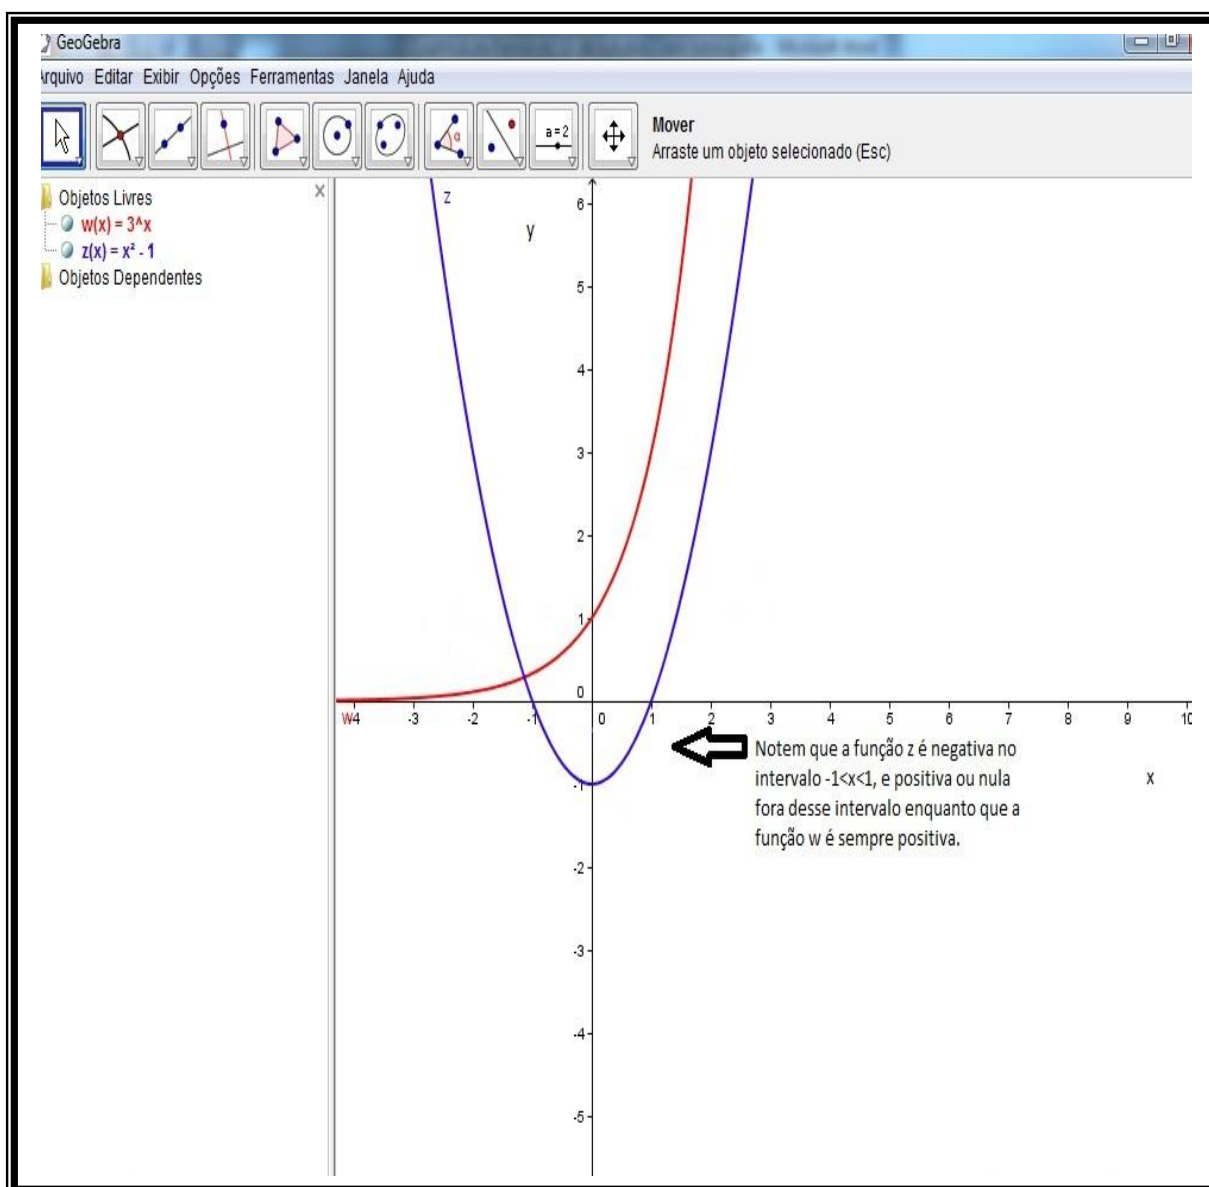 GeoGebra
Arquivo Editar Exibir Opções Ferramentas Janela Ajuda
α
a=2
Mover
Arraste um objeto selecionado (Esc)
Objetos Livres
w(x) = 3^x
z(x) = x² - 1
Objetos Dependentes
z
y
6
5
4
3
2
1
0
w4 -3 -2 -1 0 1 2 3 4 5 6 7 8 9 10
-1
-2
-3
-4
-5
Notem que a função z é negativa no
intervalo -1<x<1, e positiva ou nula
fora desse intervalo enquanto que a
função w é sempre positiva.
x